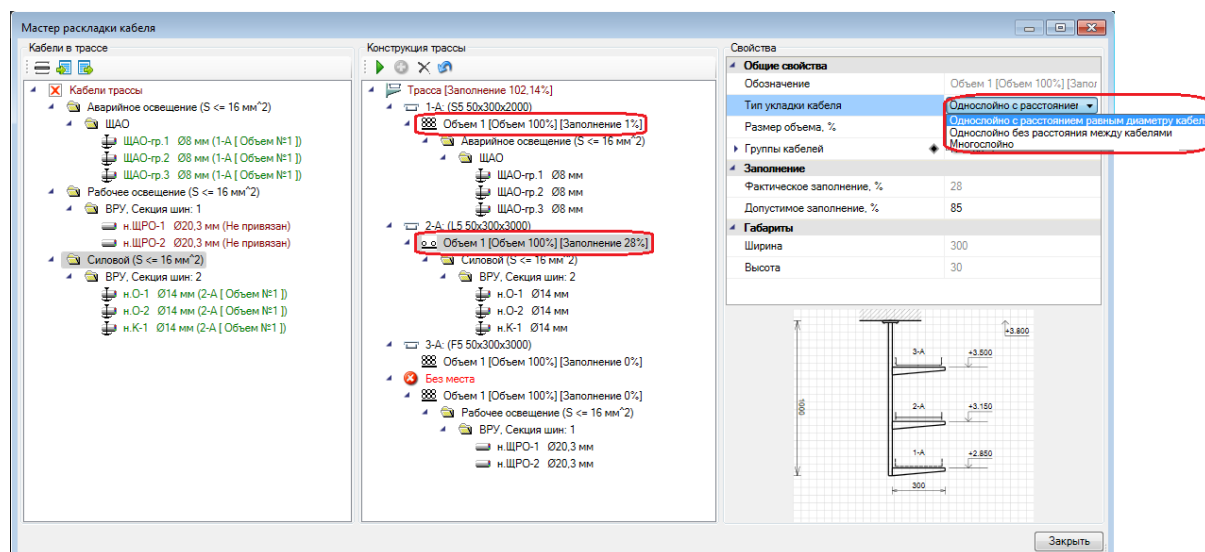 Мастер раскладки кабеля
Кабели в трассе
Кабели трассы
Аварийное освещение (S <= 16 мм^2)
ЩАО
ЩАО-гр.1 Ø8 мм (1-А [ Объем №1 ])
ЩАО-гр.2 Ø8 мм (1-А [ Объем №1 ])
ЩАО-гр.3 Ø8 мм (1-А [ Объем №1 ])
Рабочее освещение (S <= 16 мм^2)
ВРУ, Секция шин: 1
н.ЩРО-1 Ø20,3 мм (Не привязан)
н.ЩРО-2 Ø20,3 мм (Не привязан)
Силовой (S <= 16 мм^2)
ВРУ, Секция шин: 2
н.О-1 Ø14 мм (2-А [ Объем №1 ])
н.О-2 Ø14 мм (2-А [ Объем №1 ])
н.К-1 Ø14 мм (2-А [ Объем №1 ])
Конструкция трассы
Трасса [Заполнение 102,14%]
1-А: (S5 50x300x2000)
Объем 1 [Объем 100%] [Заполнение 1%]
Аварийное освещение (S <= 16 мм^2)
ЩАО
ЩАО-гр.1 Ø8 мм
ЩАО-гр.2 Ø8 мм
ЩАО-гр.3 Ø8 мм
2-А: (L5 50x300x3000)
Объем 1 [Объем 100%] [Заполнение 28%]
Силовой (S <= 16 мм^2)
ВРУ, Секция шин: 2
н.О-1 Ø14 мм
н.О-2 Ø14 мм
н.К-1 Ø14 мм
3-А: (F5 50x300x3000)
Объем 1 [Объем 100%] [Заполнение 0%]
Без места
Объем 1 [Объем 100%] [Заполнение 0%]
Рабочее освещение (S <= 16 мм^2)
ВРУ, Секция шин: 1
н.ЩРО-1 Ø20,3 мм
н.ЩРО-2 Ø20,3 мм
Свойства
Общие свойства
Обозначение Объем 1 [Объем 100%] [Запол
Тип укладки кабеля Однослойно с расстояниег
Однослойно с расстоянием равным диаметру кабел
Размер объема, %
Однослойно без расстояния между кабелями
Многослойно
Группы кабелей
Заполнение
Фактическое заполнение, % 28
Допустимое заполнение, % 85
Габариты
Ширина 300
Высота 30
+3.800
3-А +3.500
2-А +3.150
1-А +2.850
1000
300
Закрыть